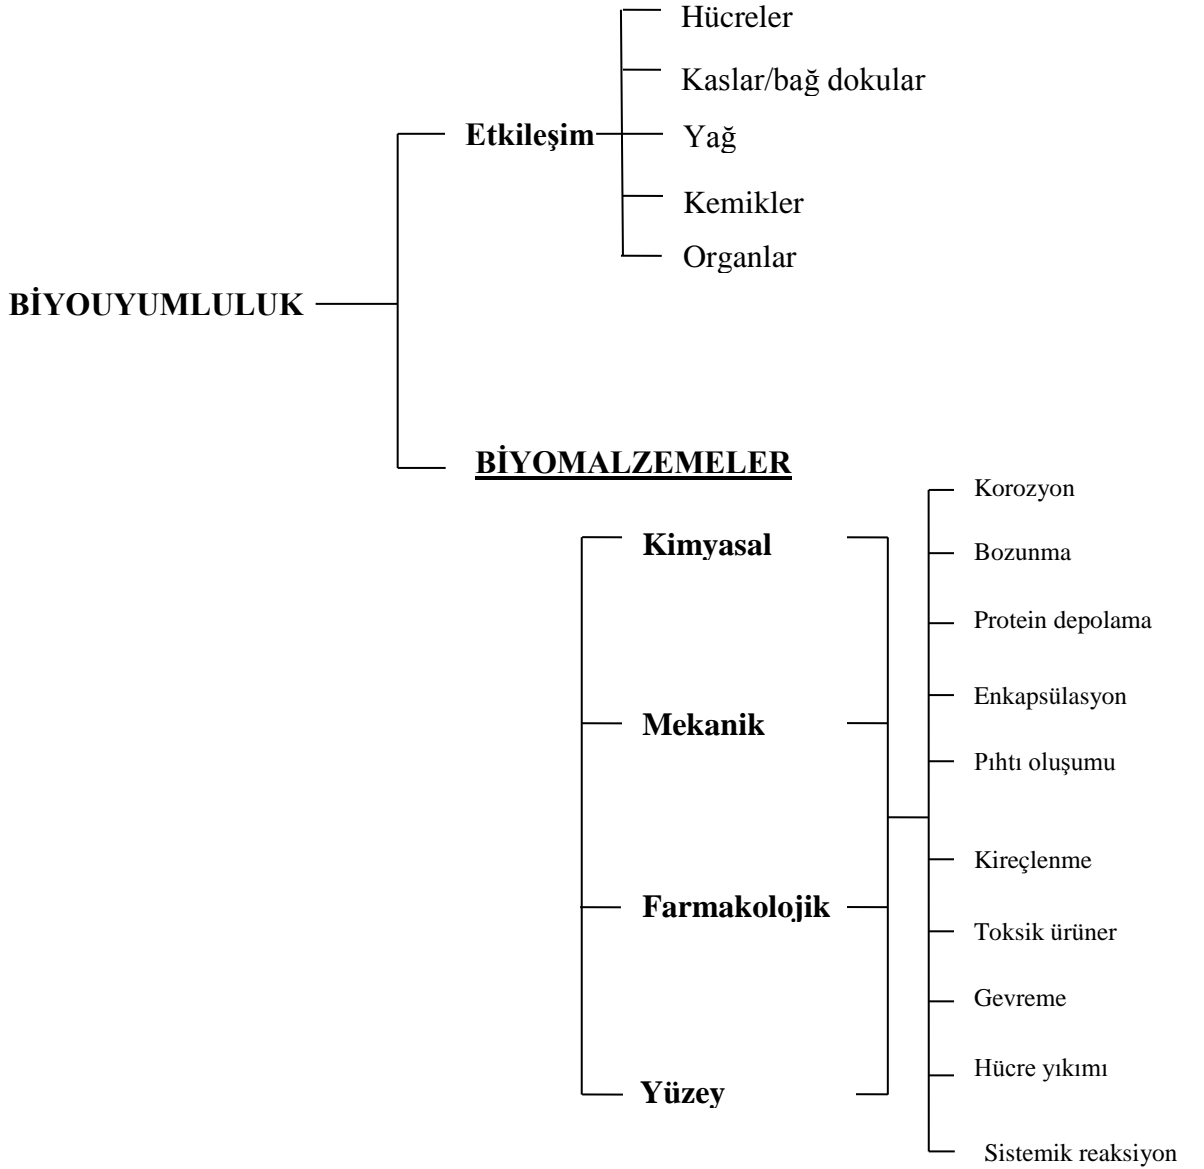 Hücreler
Kaslar/bağ dokular
Etkileşim
Yağ
Kemikler
Organlar
BİYOUYUMLULUK
BİYOMALZEMELER
Kimyasal
Mekanik
Farmakolojik
Yüzey
Korozyon
Bozunma
Protein depolama
Enkapsülasyon
Pıhtı oluşumu
Kireçlenme
Toksik ürüner
Gevreme
Hücre yıkımı
Sistemik reaksiyon